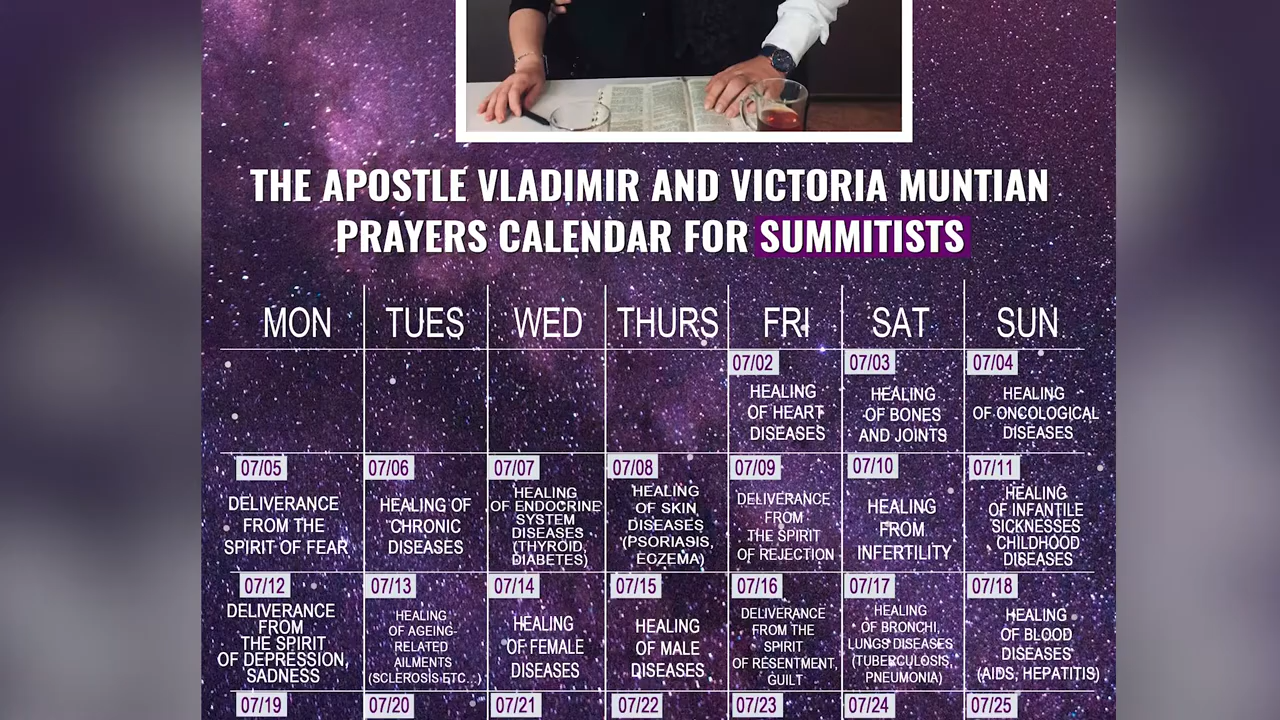 THE APOSTLE VLADIMIR AND VICTORIA MUNTIAN
PRAYERS CALENDAR FOR SUMMITISTS
MON TUES WED THURS FRI SAT SUN
07/02
HEALING
OF HEART
DISEASES
07/03
HEALING
OF BONES
AND JOINTS
07/04
HEALING
OF ONCOLOGICAL
DISEASES
07/05
DELIVERANCE
FROM THE
SPIRIT OF FEAR
07/06
HEALING OF
CHRONIC
DISEASES
07/07
HEALING
OF ENDOCRINE
SYSTEM
DISEASES
(THYROID,
DIABETES)
07/08
HEALING
OF SKIN
DISEASES
(PSORIASIS,
ECZEMA)
07/09
DELIVERANCE
FROM
THE SPIRIT
OF REJECTION
07/10
HEALING
FROM
INFERTILITY
07/11
HEALING
OF INFANTILE
SICKNESSES
CHILDHOOD
DISEASES
07/12
DELIVERANCE
FROM
THE SPIRIT
OF DEPRESSION,
SADNESS
07/13
HEALING
OF AGEING-
RELATED
AILMENTS
(SCLEROSIS ETC...)
07/14
HEALING
OF FEMALE
DISEASES
07/15
HEALING
OF MALE
DISEASES
07/16
DELIVERANCE
FROM THE
SPIRIT
OF RESENTMENT,
GUILT
07/17
HEALING
OF BRONCHI,
LUNGS DISEASES
(TUBERCULOSIS,
PNEUMONIA)
07/18
HEALING
OF BLOOD
DISEASES
(AIDS, HEPATITIS)
07/19 07/20 07/21 07/22 07/23 07/24 07/25